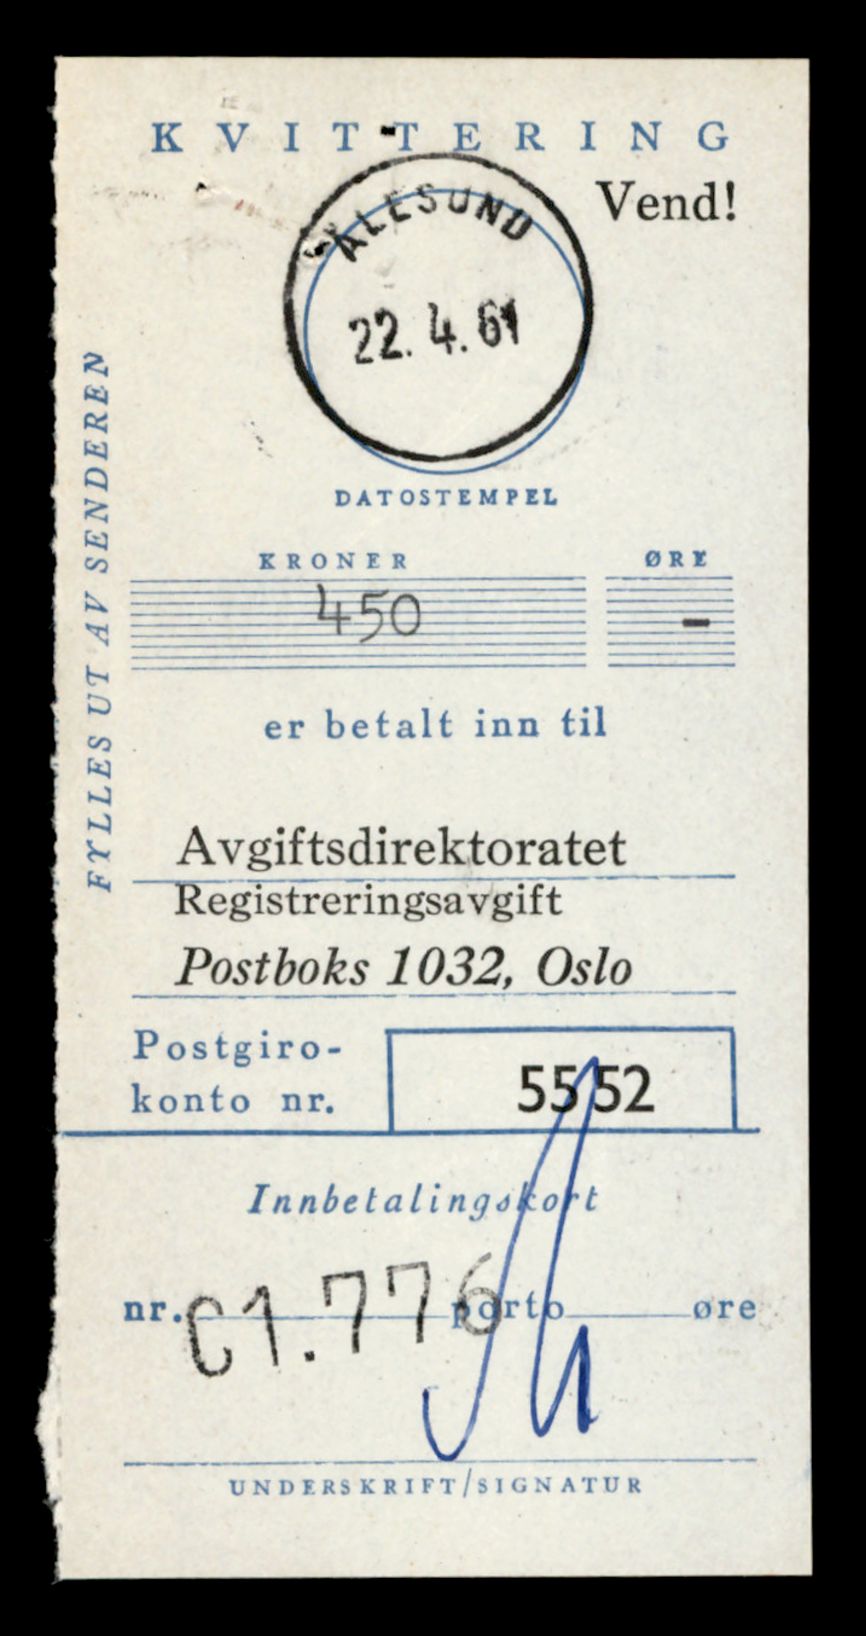 KVITTERING
Vend!
ÅLESUND
22.4.61
DATOSTEMPEL
FYLLES UT AV SENDEREN
KRONER ØRE
450 -
er betalt inn til
Avgiftsdirektoratet
Registreringsavgift
Postboks 1032, Oslo
Postgiro-
konto nr. 5552
Innbetalingskort
nr. C1.776 porto øre
UNDERSKRIFT/SIGNATUR